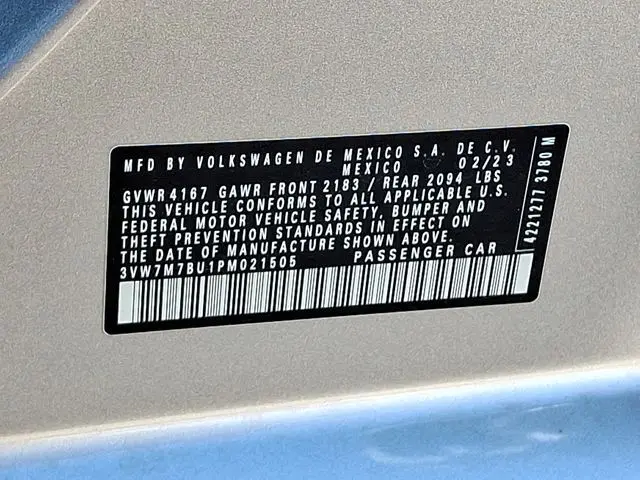 MFD BY VOLKSWAGEN DE MEXICO S.A. DE C.V.
MEXICO 02/23
GVWR 4167 GAWR FRONT 2183 / REAR 2094 LBS
THIS VEHICLE CONFORMS TO ALL APPLICABLE U.S.
FEDERAL MOTOR VEHICLE SAFETY, BUMPER AND
THEFT PREVENTION STANDARDS IN EFFECT ON
THE DATE OF MANUFACTURE SHOWN ABOVE.
3VW7M7BU1PM021505 PASSENGER CAR
4221277 3780 M